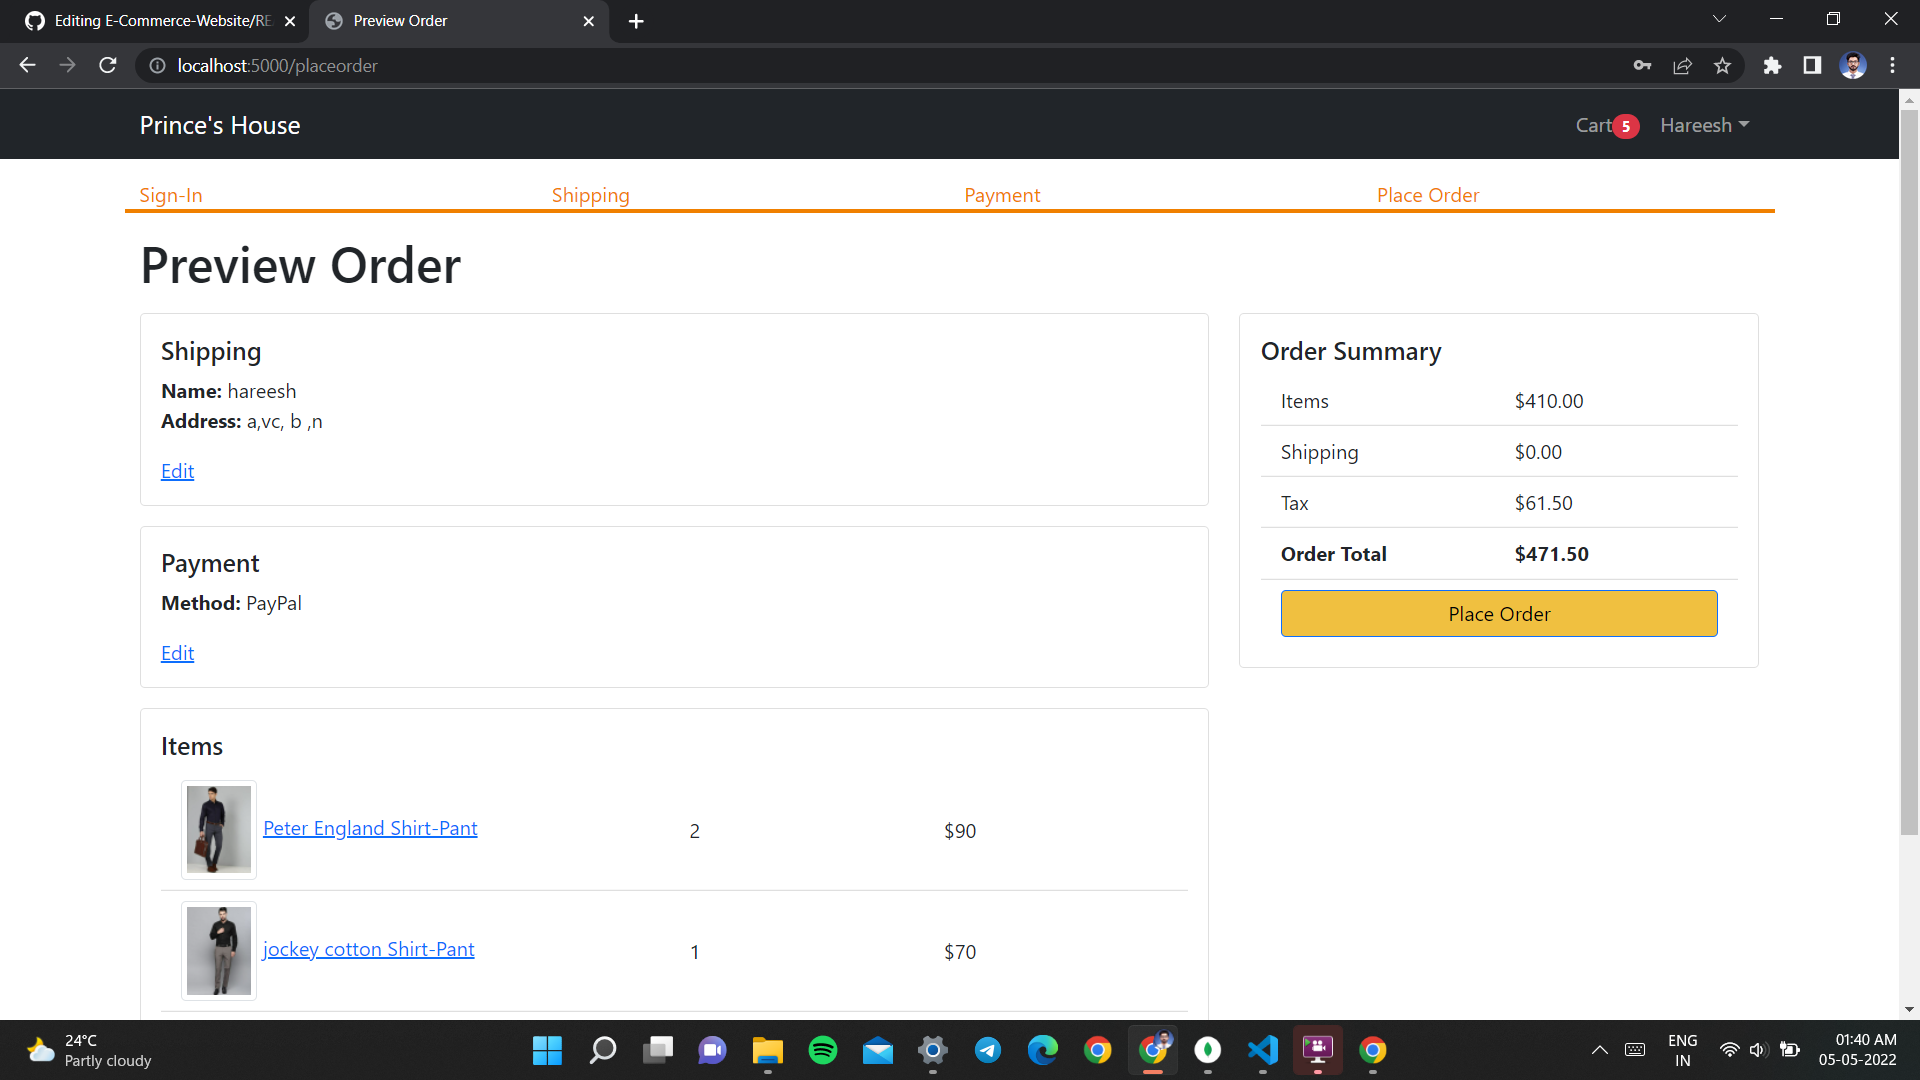 Editing E-Commerce-Website/RE
Preview Order
localhost:5000/placeorder
Prince's House
Cart 5
Hareesh
Sign-In
Shipping
Payment
Place Order
Preview Order
Shipping
Name: hareesh
Address: a,vc, b ,n
Edit
Payment
Method: PayPal
Edit
Items
Peter England Shirt-Pant 2 $90
jockey cotton Shirt-Pant 1 $70
Order Summary
Items $410.00
Shipping $0.00
Tax $61.50
Order Total $471.50
Place Order
24°C
Partly cloudy
ENG
IN
01:40 AM
05-05-2022